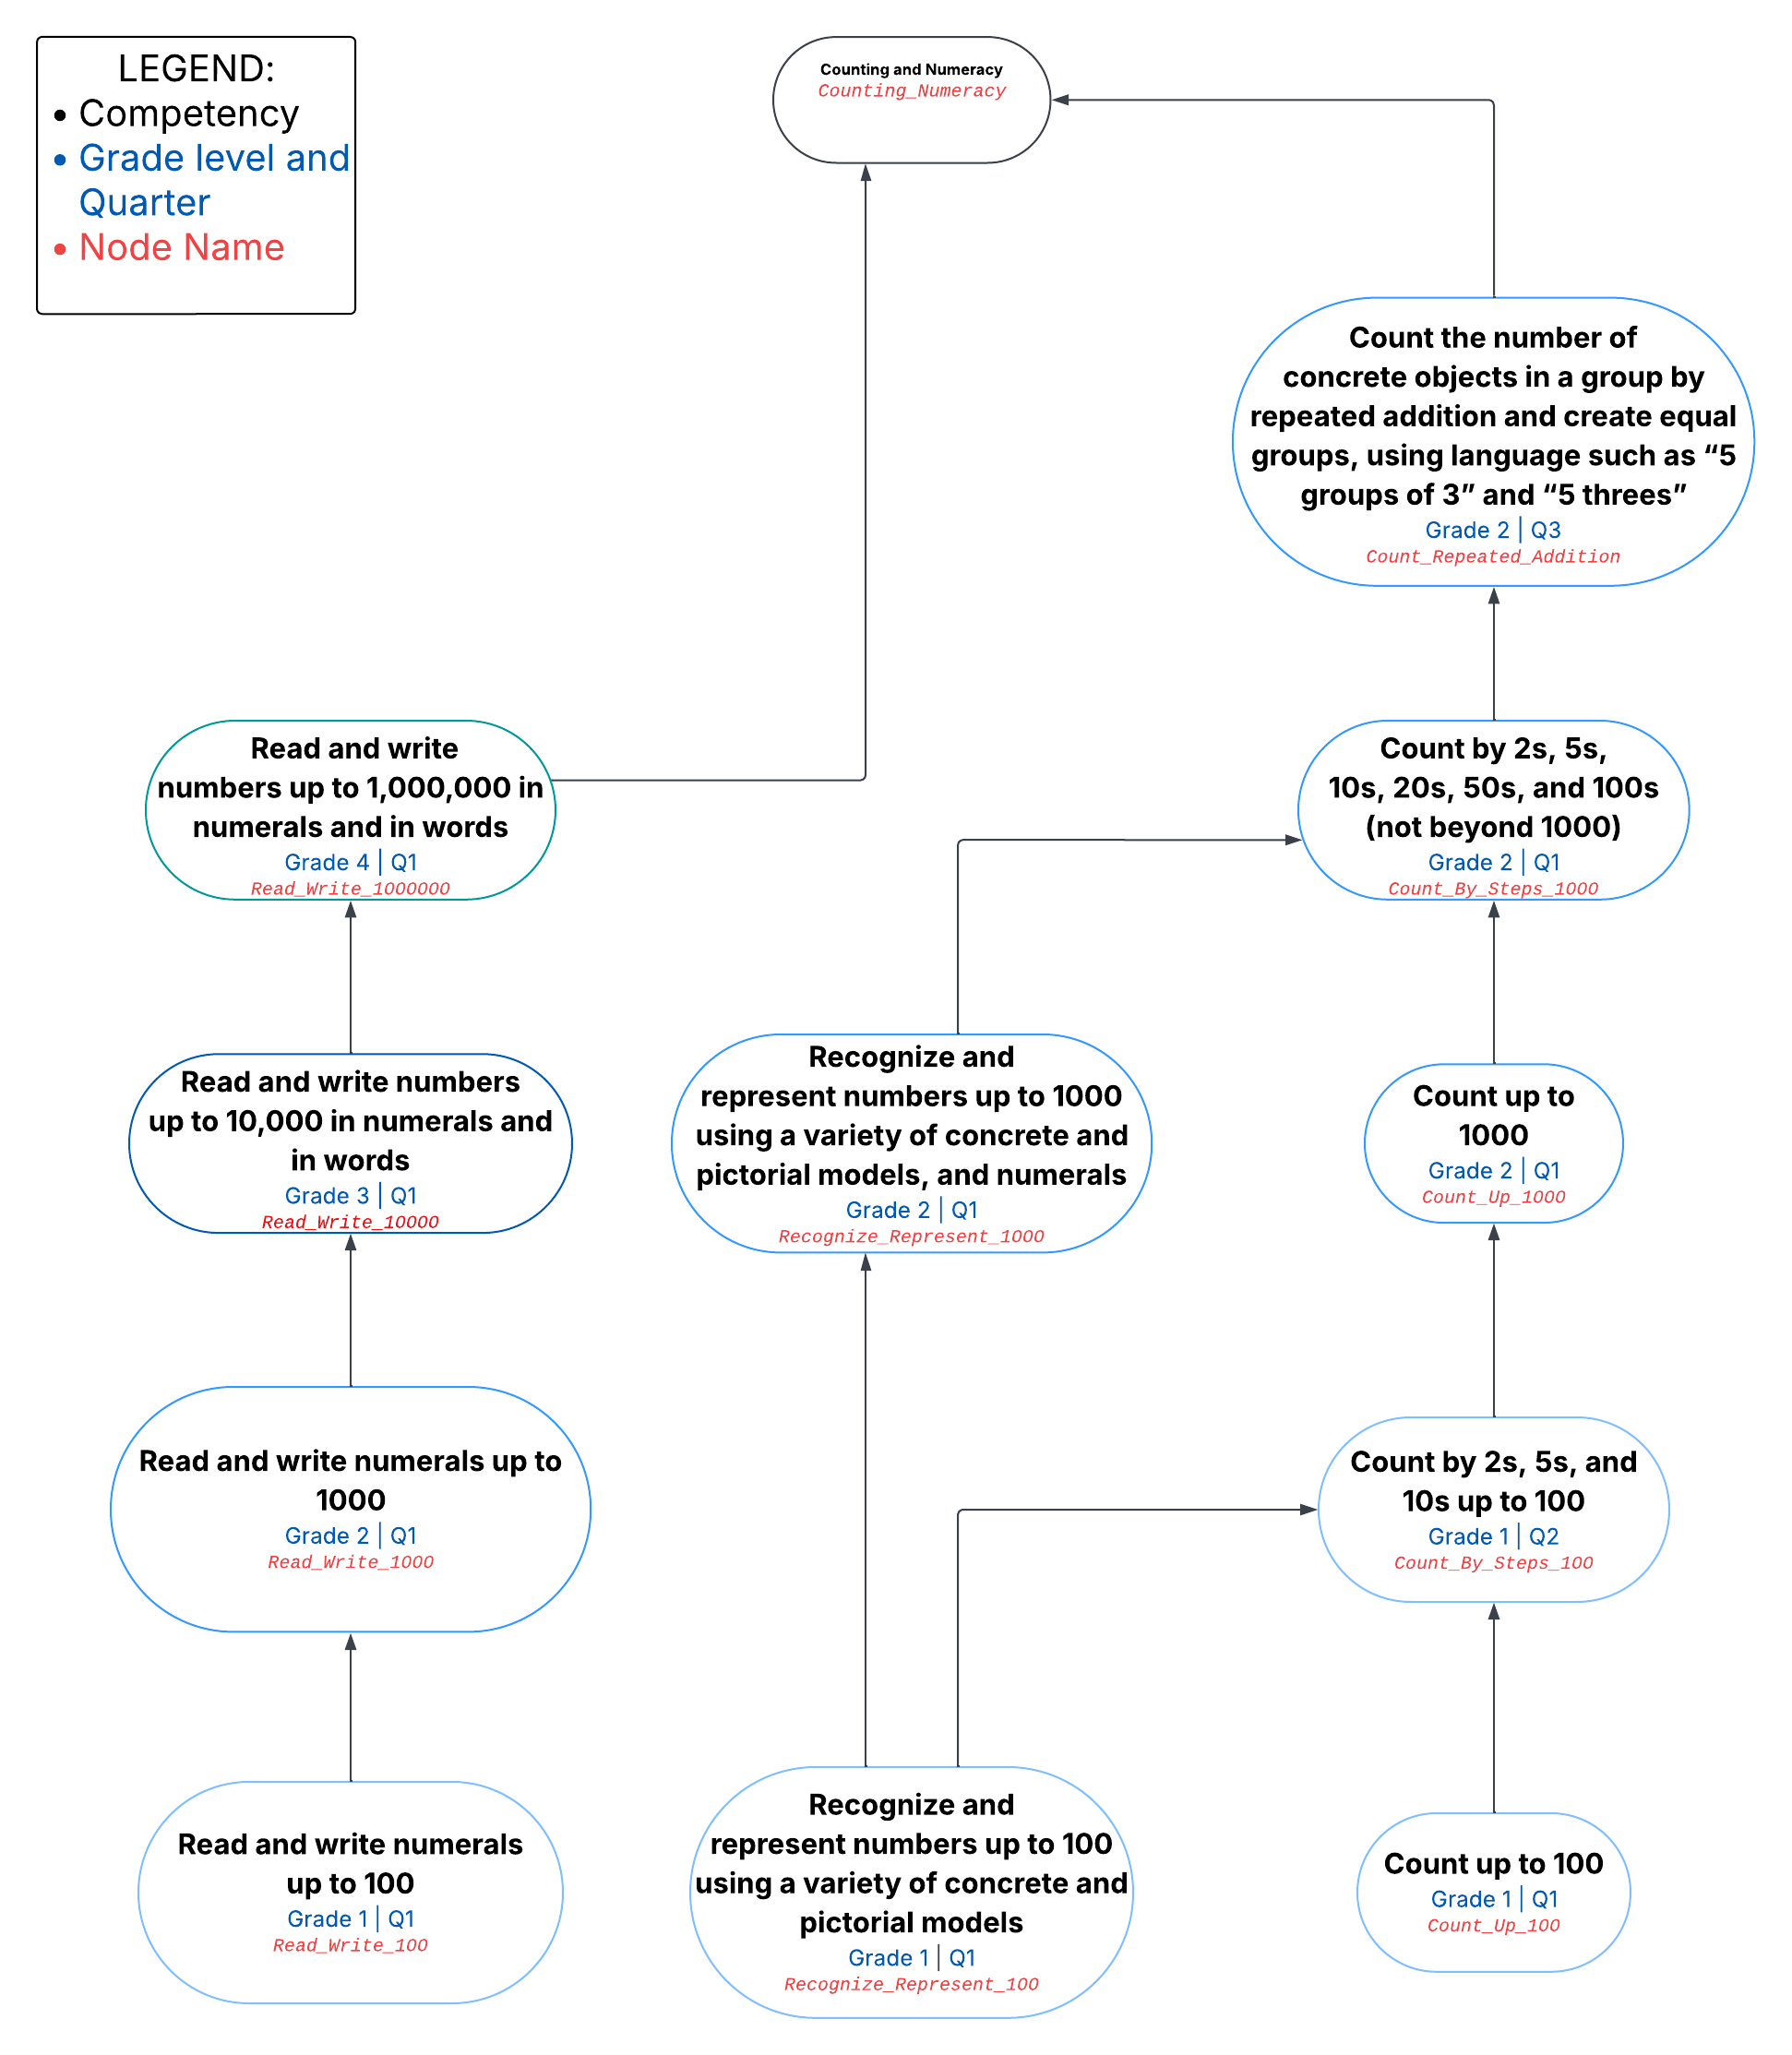 LEGEND:
• Competency
• Grade level and
Quarter
• Node Name
Counting and Numeracy
Counting_Numeracy
Count the number of
concrete objects in a group by
repeated addition and create equal
groups, using language such as “5
groups of 3” and “5 threes”
Grade 2 | Q3
Count_Repeated_Addition
Read and write
numbers up to 1,000,000 in
numerals and in words
Grade 4 | Q1
Read_Write_1000000
Count by 2s, 5s,
10s, 20s, 50s, and 100s
(not beyond 1000)
Grade 2 | Q1
Count_By_Steps_1000
Read and write numbers
up to 10,000 in numerals and
in words
Grade 3 | Q1
Read_Write_10000
Recognize and
represent numbers up to 1000
using a variety of concrete and
pictorial models, and numerals
Grade 2 | Q1
Recognize_Represent_1000
Count up to
1000
Grade 2 | Q1
Count_Up_1000
Read and write numerals up to
1000
Grade 2 | Q1
Read_Write_1000
Count by 2s, 5s, and
10s up to 100
Grade 1 | Q2
Count_By_Steps_100
Read and write numerals
up to 100
Grade 1 | Q1
Read_Write_100
Recognize and
represent numbers up to 100
using a variety of concrete and
pictorial models
Grade 1 | Q1
Recognize_Represent_100
Count up to 100
Grade 1 | Q1
Count_Up_100